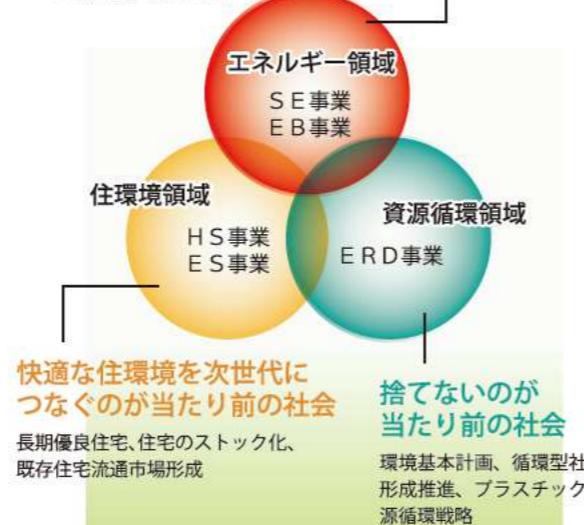 エネルギー領域
ＳＥ事業
ＥＢ事業
住環境領域
ＨＳ事業
ＥＳ事業
資源循環領域
ＥＲＤ事業
快適な住環境を次世代に
つなぐのが当たり前の社会
長期優良住宅、住宅のストック化、
既存住宅流通市場形成
捨てないのが
当たり前の社会
環境基本計画、循環型社
形成推進、プラスチック
源循環戦略